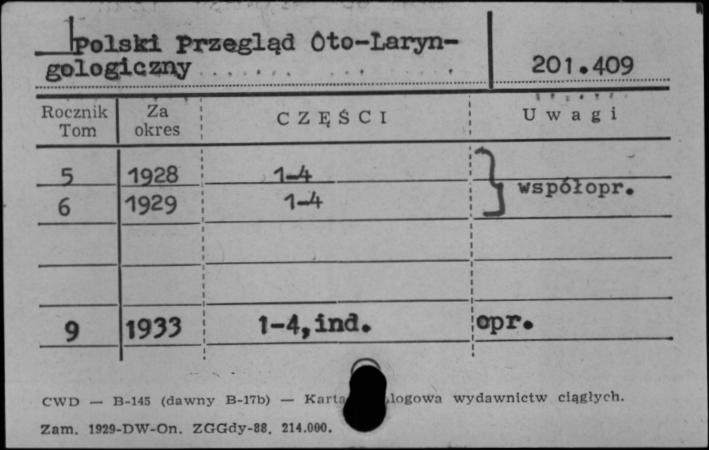 Polski Przegląd Oto-Laryn-
gologiczny
201.409
Rocznik Tom | Za okres | CZĘŚCI | Uwagi
5 | 1928 | 1-4 | } współopr.
6 | 1929 | 1-4
9 | 1933 | 1-4, ind. | opr.
CWD — B-145 (dawny B-17b) — Karta logowa wydawnictw ciągłych.
Zam. 1929-DW-On. ZGGdy-88. 214.000.